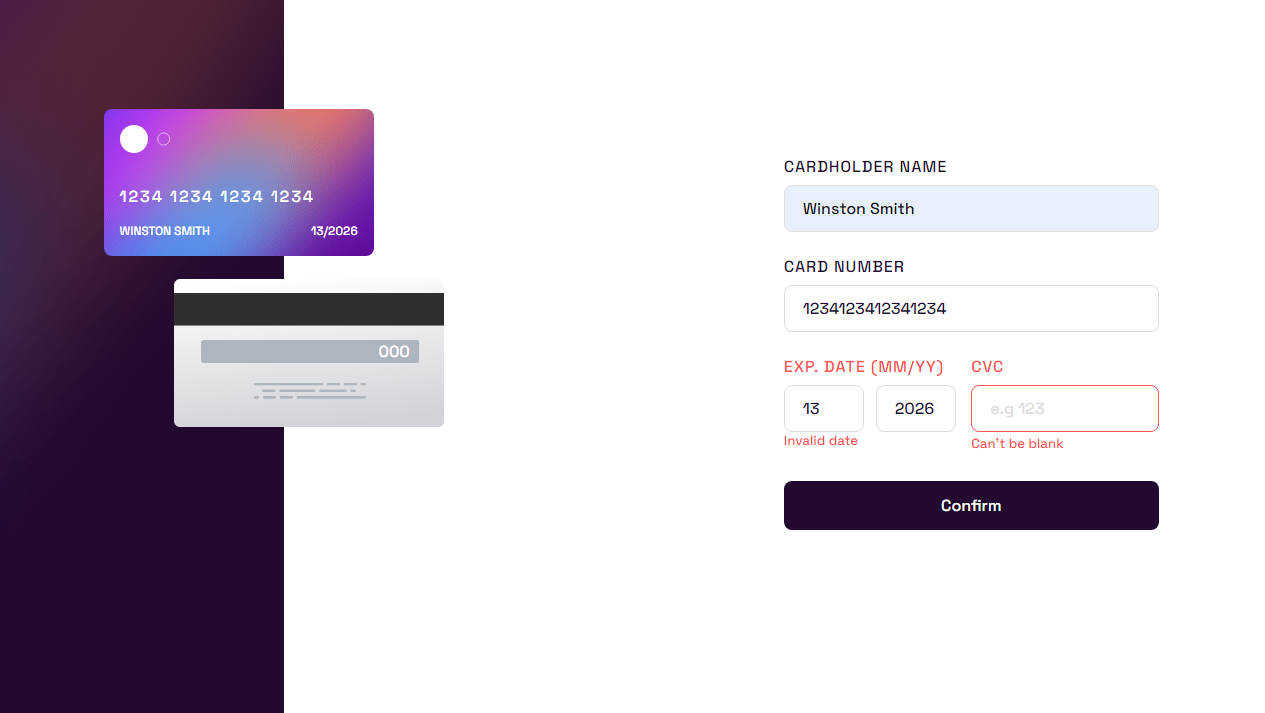 1234 1234 1234 1234
WINSTON SMITH 13/2026
000
CARDHOLDER NAME
Winston Smith
CARD NUMBER
1234123412341234
EXP. DATE (MM/YY) CVC
13 2026 e.g 123
Invalid date Can't be blank
Confirm